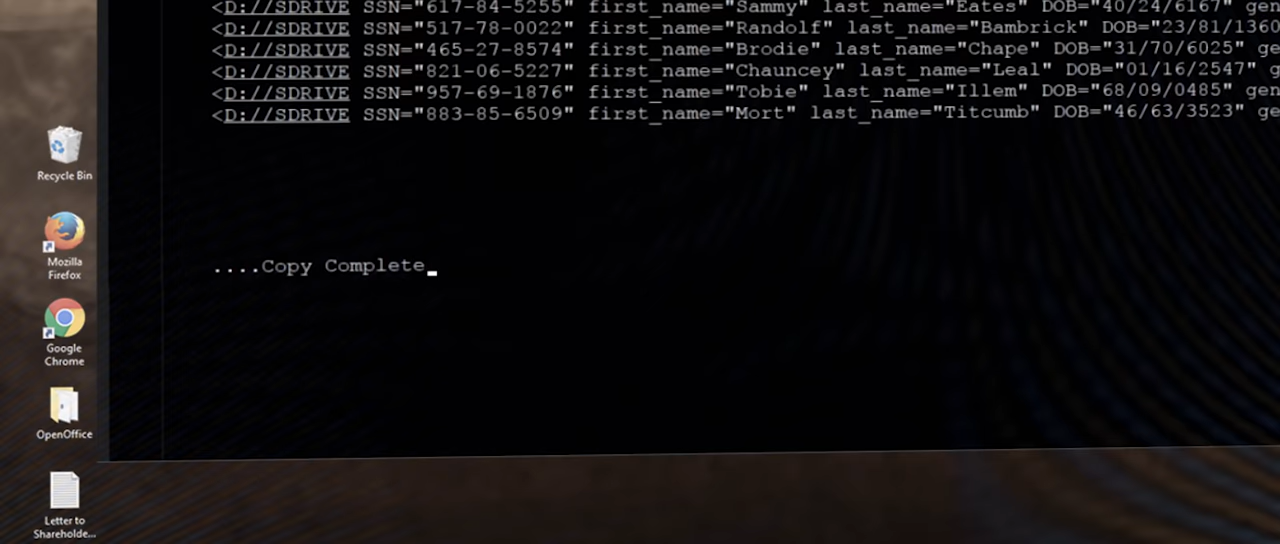 <D://SDRIVE SSN="617-84-5255" first_name="Sammy" last_name="Eates" DOB="40/24/6167" gen
<D://SDRIVE SSN="517-78-0022" first_name="Randolf" last_name="Bambrick" DOB="23/81/1360
<D://SDRIVE SSN="465-27-8574" first_name="Brodie" last_name="Chape" DOB="31/70/6025" ge
<D://SDRIVE SSN="821-06-5227" first_name="Chauncey" last_name="Leal" DOB="01/16/2547" g
<D://SDRIVE SSN="957-69-1876" first_name="Tobie" last_name="Illem" DOB="68/09/0485" gen
<D://SDRIVE SSN="883-85-6509" first_name="Mort" last_name="Titcumb" DOB="46/63/3523" ge
....Copy Complete
Recycle Bin
Mozilla
Firefox
Google
Chrome
OpenOffice
Letter to
Shareholde...